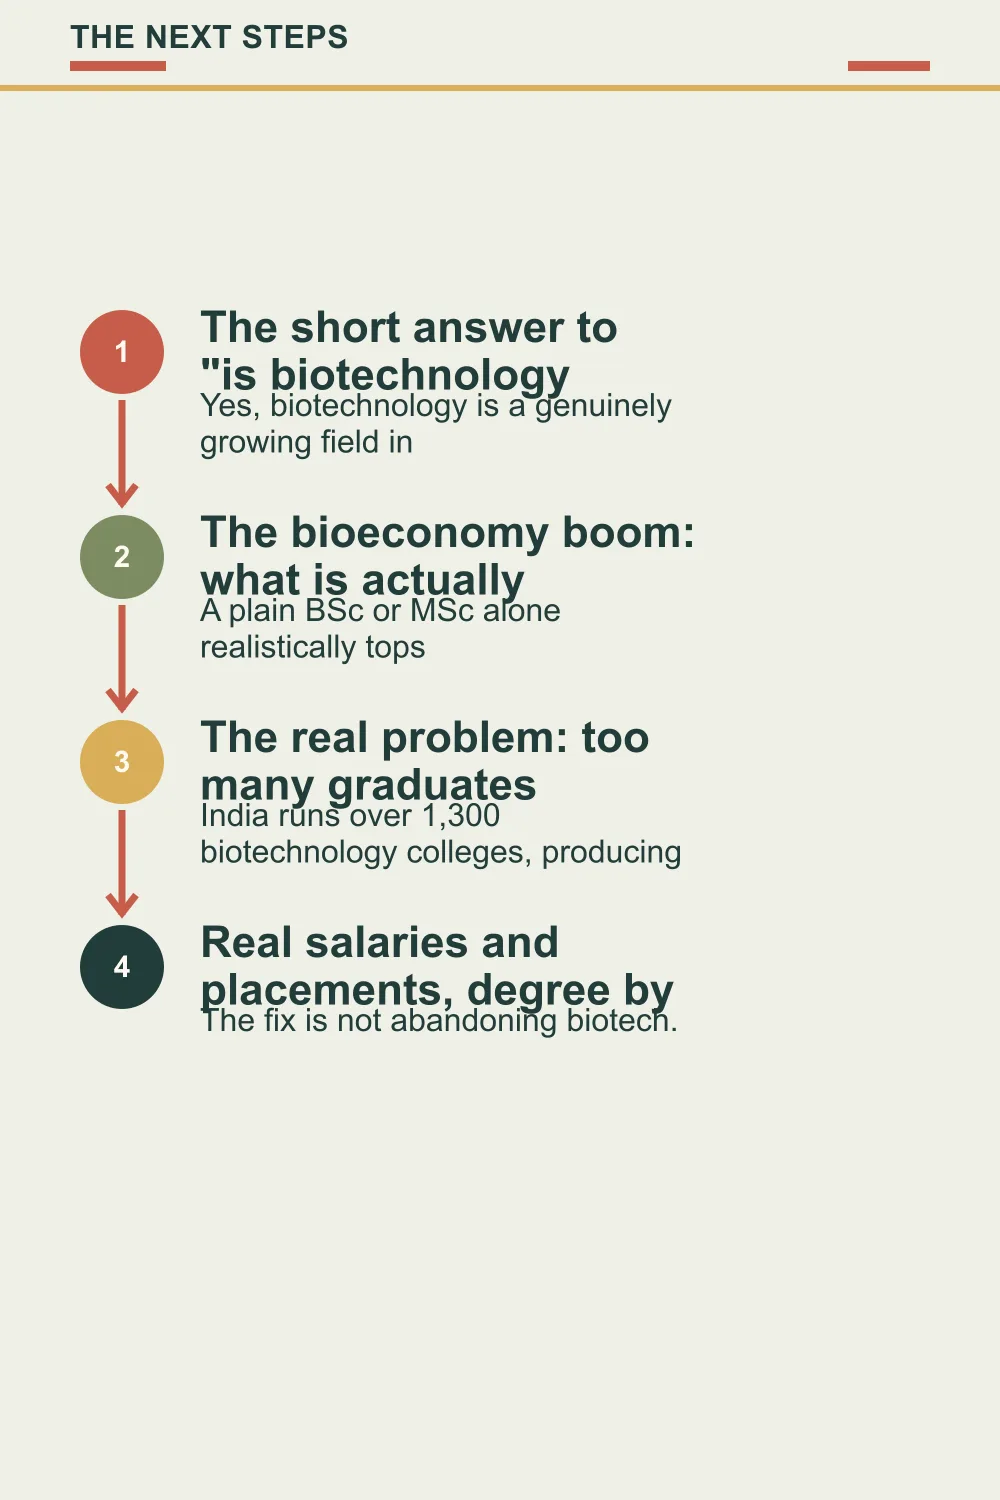 THE NEXT STEPS
1
The short answer to
"is biotechnology
Yes, biotechnology is a genuinely
growing field in
2
The bioeconomy boom:
what is actually
A plain BSc or MSc alone
realistically tops
3
The real problem: too
many graduates
India runs over 1,300
biotechnology colleges, producing
4
Real salaries and
placements, degree by
The fix is not abandoning biotech.